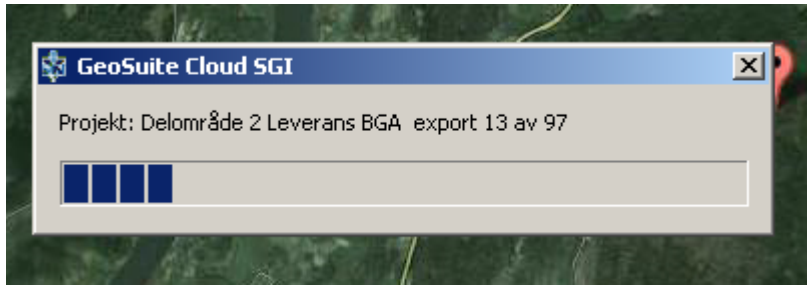 GeoSuite Cloud SGI
Projekt: Delområde 2 Leverans BGA export 13 av 97